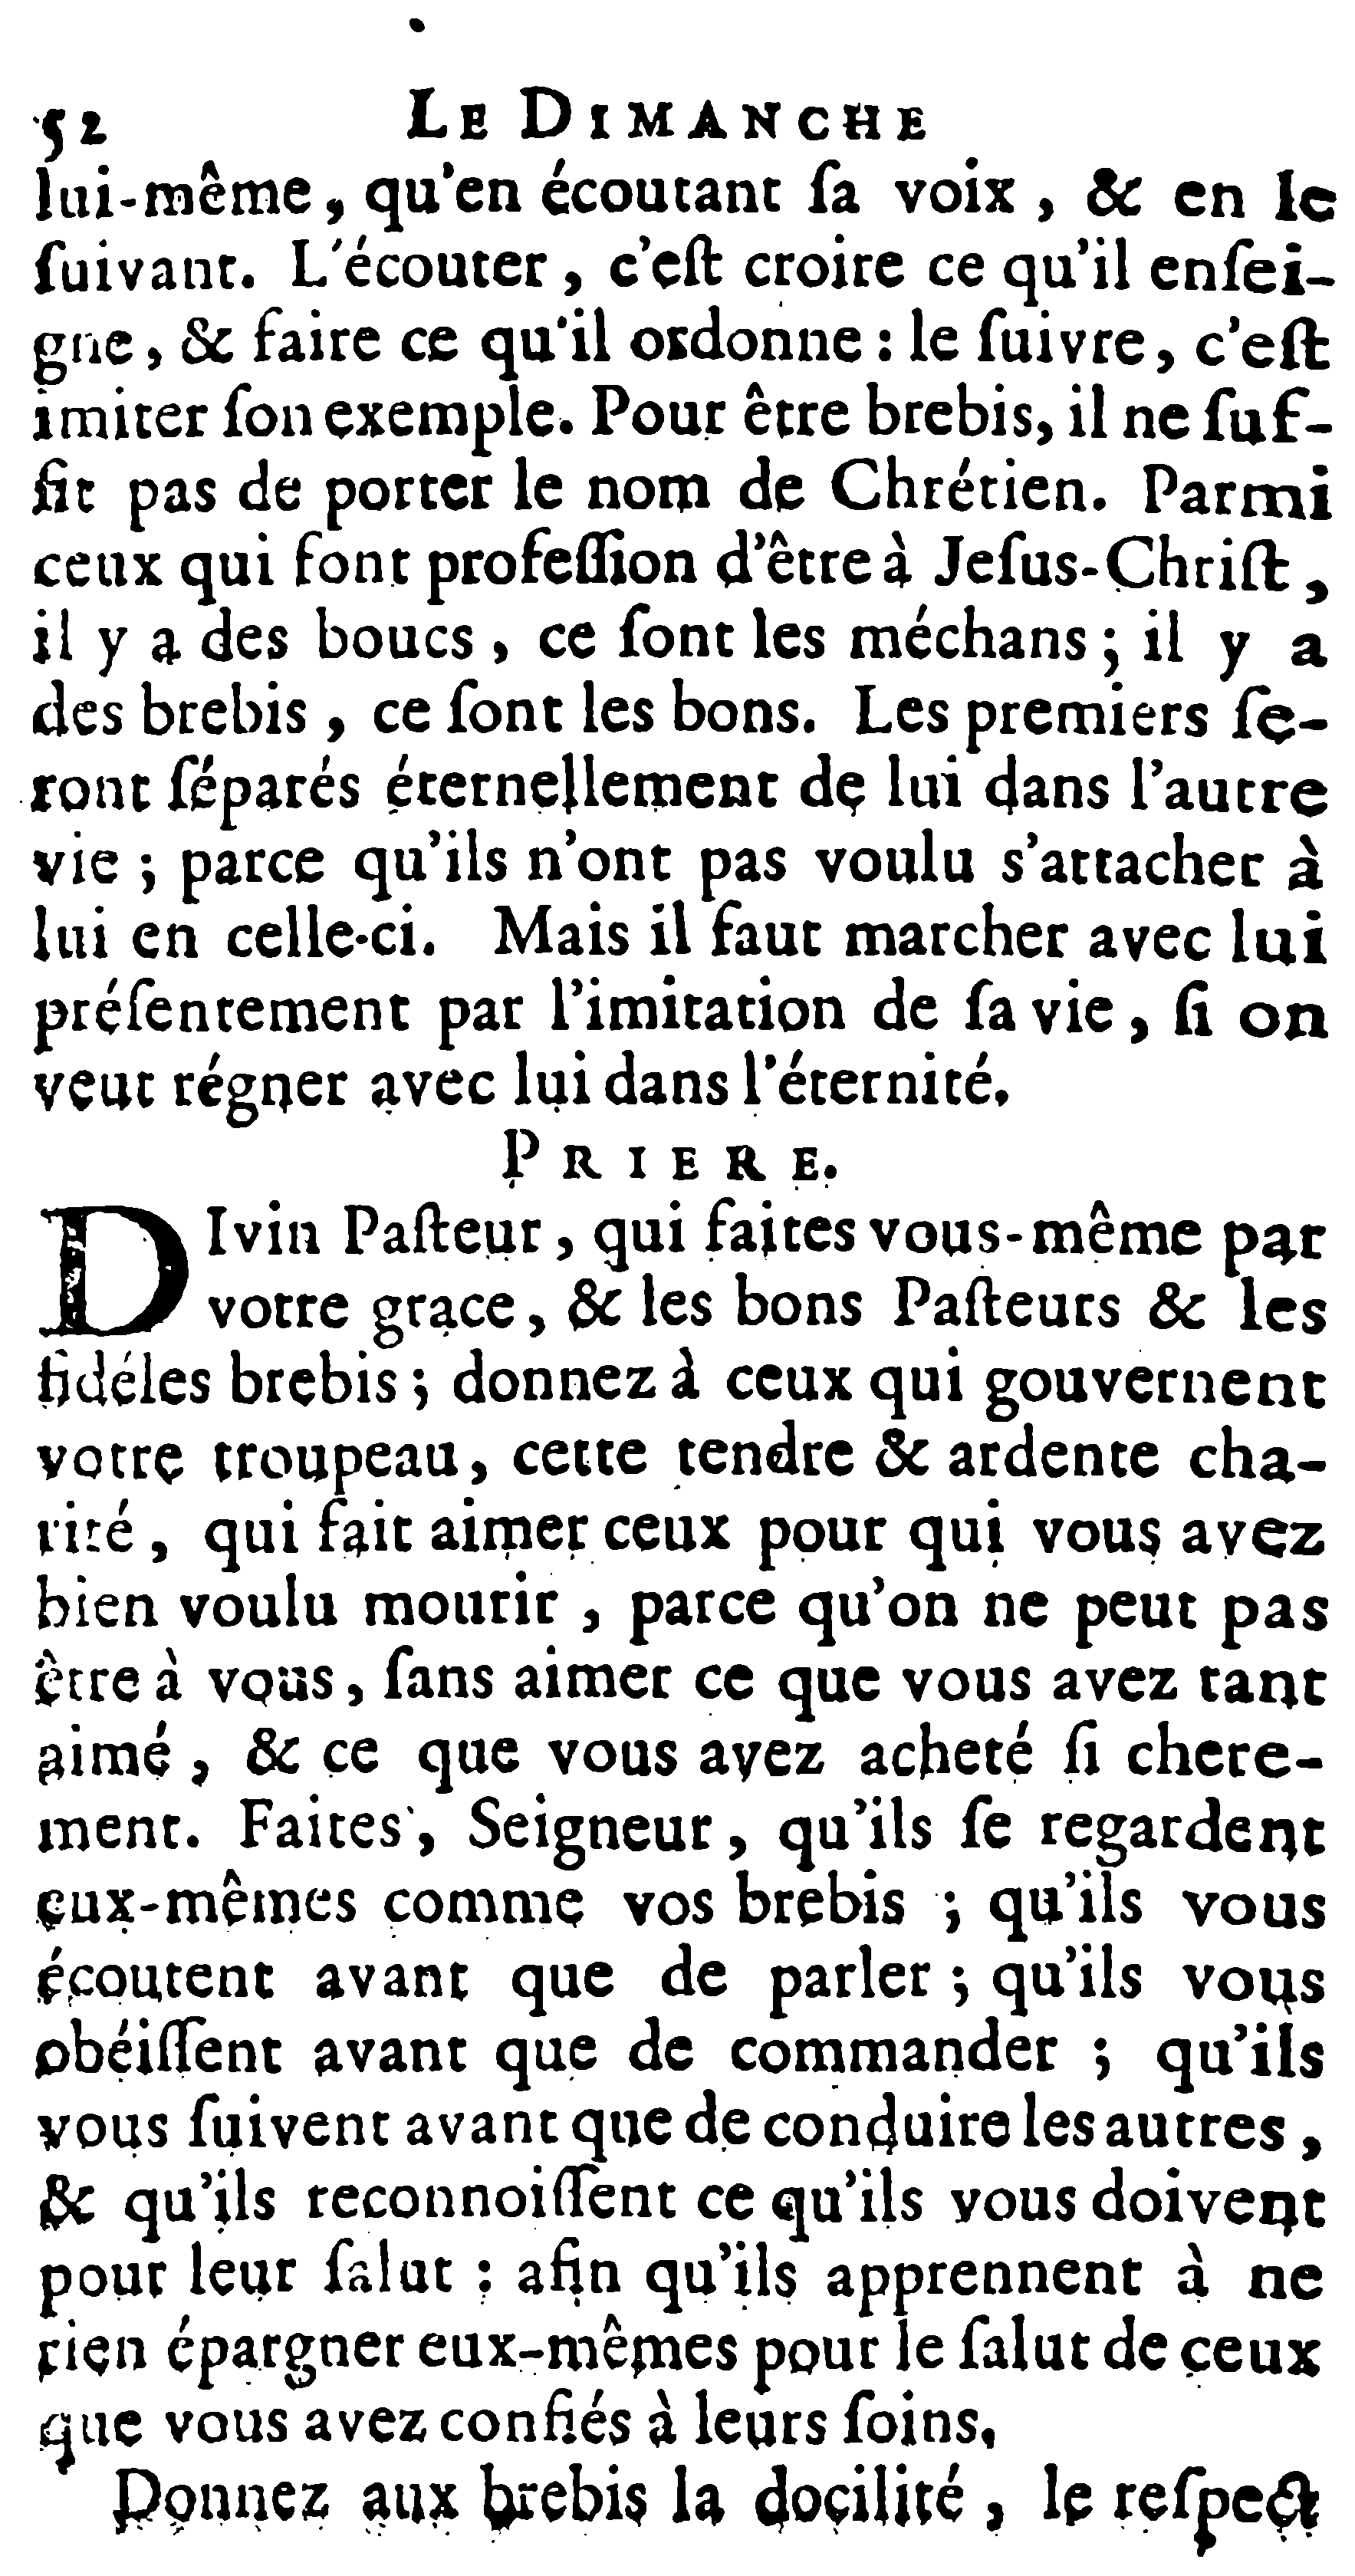 52 LE DIMANCHE
lui-même, qu'en écoutant ſa voix, & en le
ſuivant. L'écouter, c'eſt croire ce qu'il enſei-
gne, & faire ce qu'il ordonne : le ſuivre, c'eſt
imiter ſon exemple. Pour être brebis, il ne ſuf-
fit pas de porter le nom de Chrétien. Parmi
ceux qui font profeſſion d'être à Jeſus-Chriſt,
il y a des boucs, ce ſont les méchans ; il y a
des brebis, ce ſont les bons. Les premiers ſe-
ront ſéparés éternellement de lui dans l'autre
vie ; parce qu'ils n'ont pas voulu s'attacher à
lui en celle-ci. Mais il faut marcher avec lui
préſentement par l'imitation de ſa vie, ſi on
veut régner avec lui dans l'éternité.
PRIERE.
DIvin Paſteur, qui faites vous-même par
votre grace, & les bons Paſteurs & les
fidéles brebis ; donnez à ceux qui gouvernent
votre troupeau, cette tendre & ardente cha-
rité, qui fait aimer ceux pour qui vous avez
bien voulu mourir, parce qu'on ne peut pas
être à vous, ſans aimer ce que vous avez tant
aimé, & ce que vous avez acheté ſi chere-
ment. Faites, Seigneur, qu'ils ſe regardent
eux-mêmes comme vos brebis ; qu'ils vous
écoutent avant que de parler ; qu'ils vous
obéiſſent avant que de commander ; qu'ils
vous ſuivent avant que de conduire les autres,
& qu'ils reconnoiſſent ce qu'ils vous doivent
pour leur ſalut : afin qu'ils apprennent à ne
rien épargner eux-mêmes pour le ſalut de ceux
que vous avez confiés à leurs ſoins.
Donnez aux brebis la docilité, le reſpect